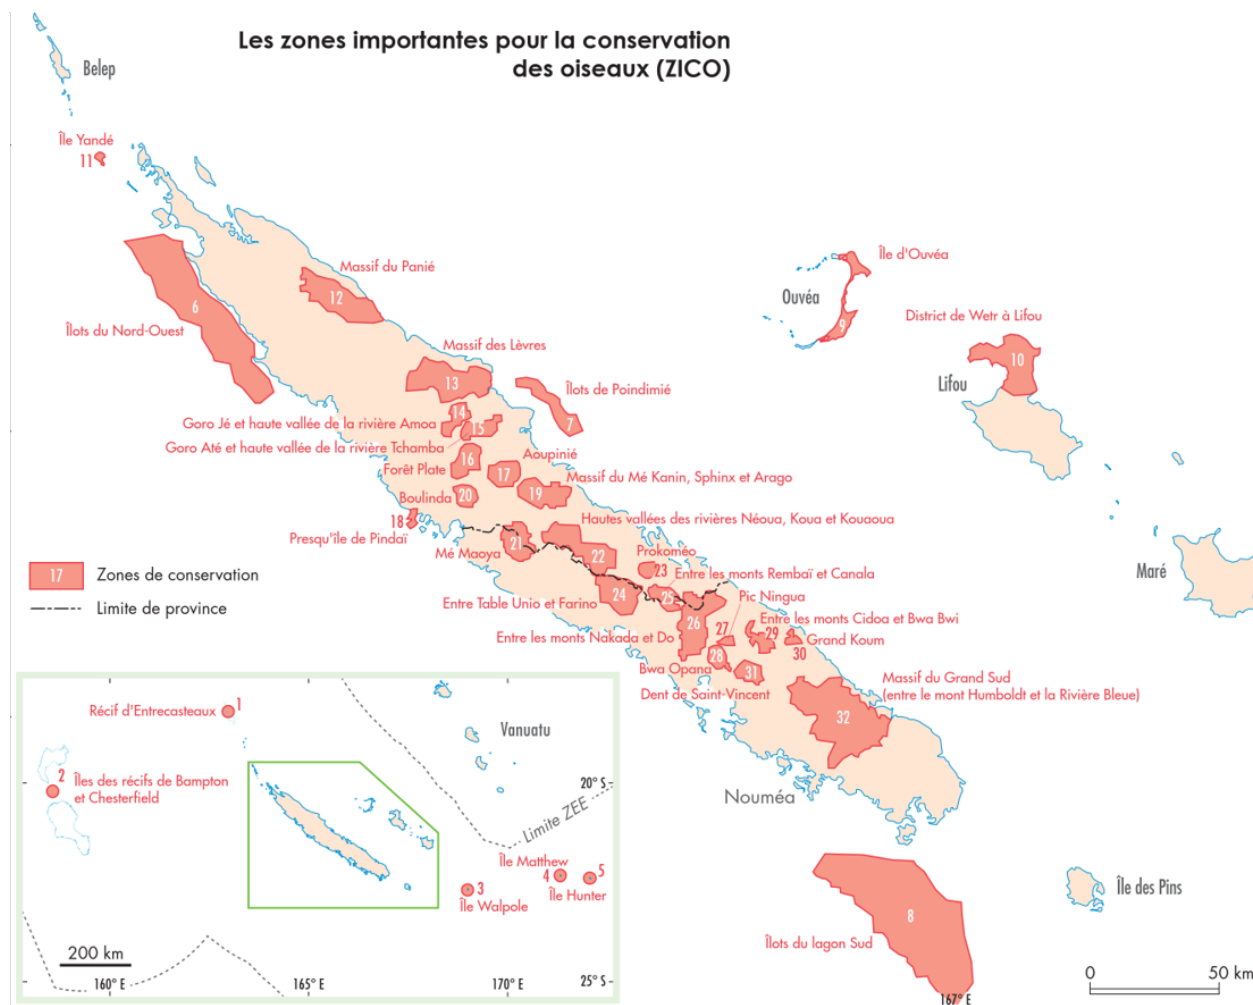 Les zones importantes pour la conservation
des oiseaux (ZICO)
Belep
Île Yandé
11
Massif du Panié
12
6
Îlots du Nord-Ouest
Île d'Ouvéa
Ouvéa
9
District de Wetr à Lifou
10
Lifou
Massif des Lèvres
13
Îlots de Poindimié
7
14
Goro Jé et haute vallée de la rivière Amoa
15
Goro Até et haute vallée de la rivière Tchamba
Aoupinié
16
Forêt Plate
17
Massif du Mé Kanin, Sphinx et Arago
19
Boulinda
20
18
Presqu'île de Pindaï
Hautes vallées des rivières Néoua, Koua et Kouaoua
21
Mé Maoya
22
Prokoméo
23
Entre les monts Rembaï et Canala
Maré
17
Zones de conservation
Limite de province
24
25
Entre Table Unio et Farino
Pic Ningua
26
27
Entre les monts Cidoa et Bwa Bwi
29
Entre les monts Nakada et Do
Grand Koum
30
28
Bwa Opana
31
Dent de Saint-Vincent
Massif du Grand Sud
(entre le mont Humboldt et la Rivière Bleue)
32
Nouméa
Île des Pins
8
Îlots du lagon Sud
167° E
0
50 km
1
Récif d'Entrecasteaux
Vanuatu
2
Îles des récifs de Bampton
et Chesterfield
20° S
Limite ZEE
Île Matthew
4
5
Île Hunter
3
Île Walpole
200 km
160° E
165° E
170° E
25° S